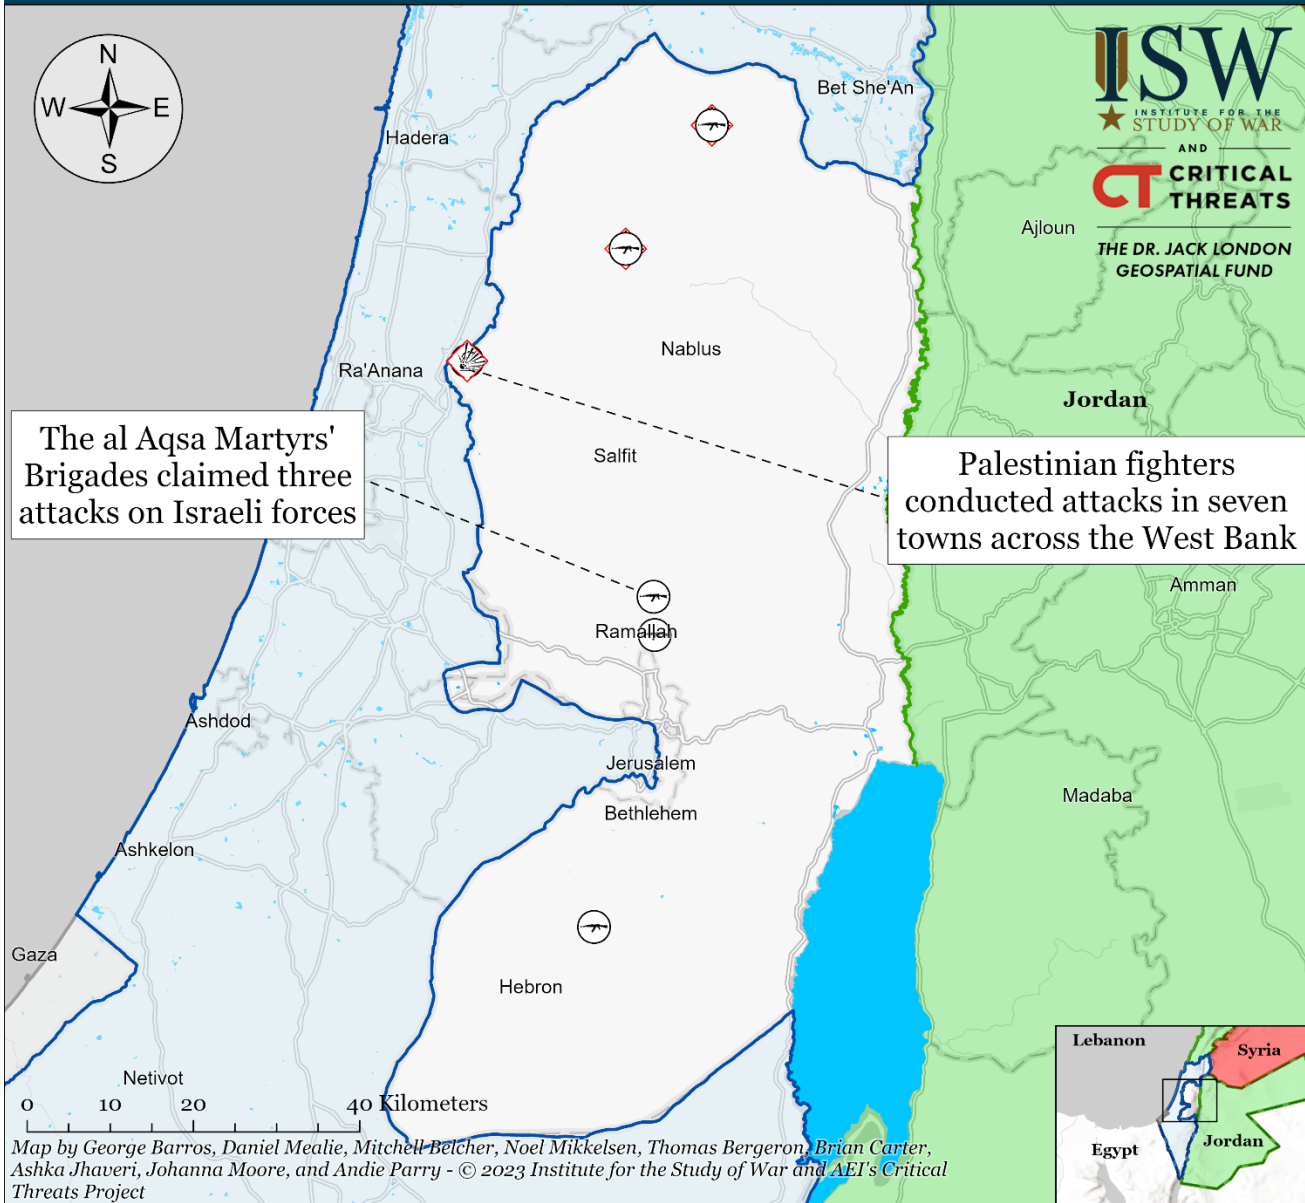 N
W E
S
Hadera
Bet She'An
ISW
INSTITUTE FOR THE
STUDY OF WAR
AND
CT CRITICAL
THREATS
THE DR. JACK LONDON
GEOSPATIAL FUND
Ajloun
Nablus
Ra'Anana
Jordan
The al Aqsa Martyrs'
Brigades claimed three
attacks on Israeli forces
Salfit
Palestinian fighters
conducted attacks in seven
towns across the West Bank
Amman
Ramallah
Ashdod
Jerusalem
Madaba
Bethlehem
Ashkelon
Gaza
Hebron
Netivot
0 10 20 40 Kilometers
Lebanon
Syria
Egypt
Jordan
Map by George Barros, Daniel Mealie, Mitchell Belcher, Noel Mikkelsen, Thomas Bergeron, Brian Carter,
Ashka Jhaveri, Johanna Moore, and Andie Parry - © 2023 Institute for the Study of War and AEI's Critical
Threats Project